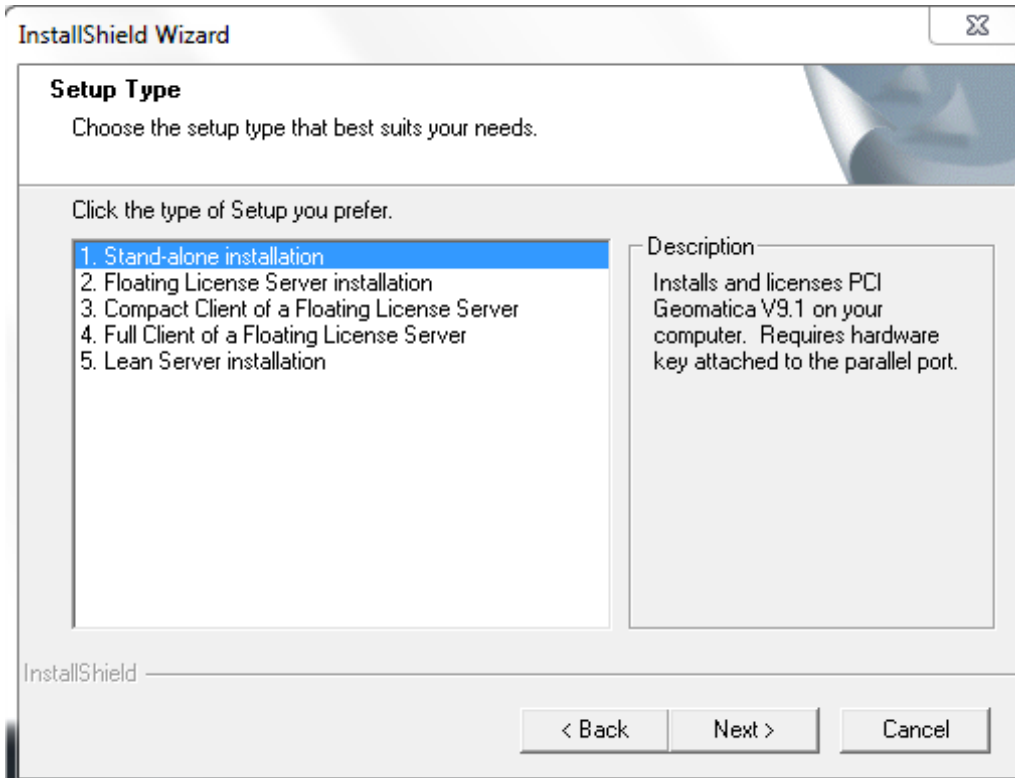 InstallShield Wizard
Setup Type
Choose the setup type that best suits your needs.
Click the type of Setup you prefer.
1. Stand-alone installation
2. Floating License Server installation
3. Compact Client of a Floating License Server
4. Full Client of a Floating License Server
5. Lean Server installation
Description
Installs and licenses PCI
Geomatica V9.1 on your
computer. Requires hardware
key attached to the parallel port.
InstallShield
< Back
Next >
Cancel